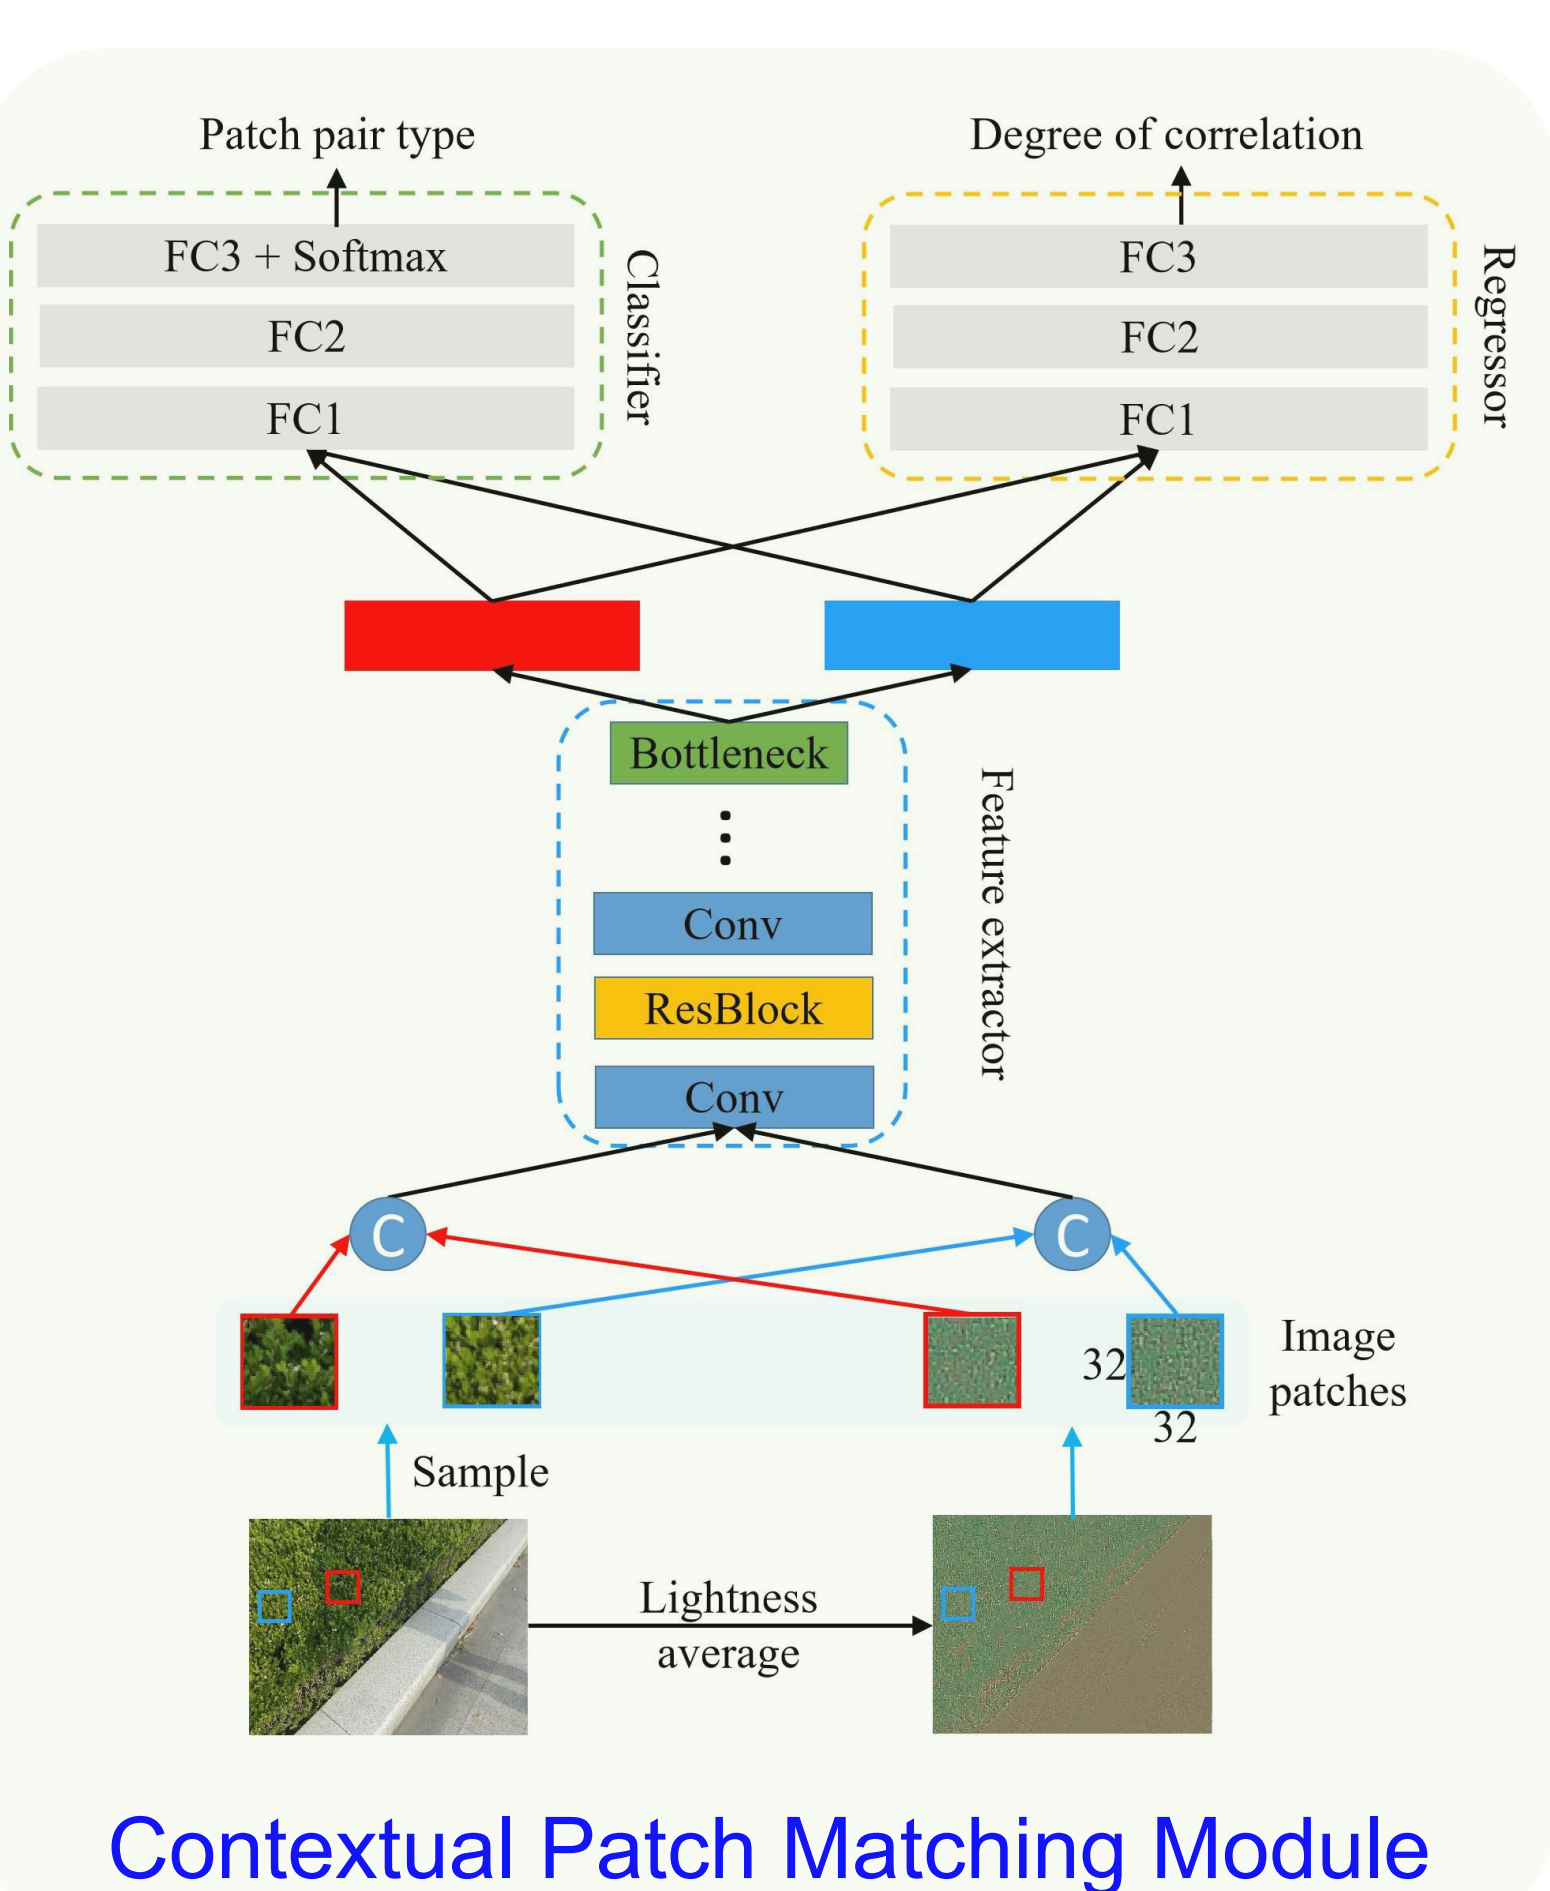 Patch pair type
Degree of correlation
FC3 + Softmax
FC2
FC1
Classifier
FC3
FC2
FC1
Regressor
Bottleneck
Conv
ResBlock
Conv
Feature extractor
C
C
32
32
Image
patches
Sample
Lightness
average
Contextual Patch Matching Module